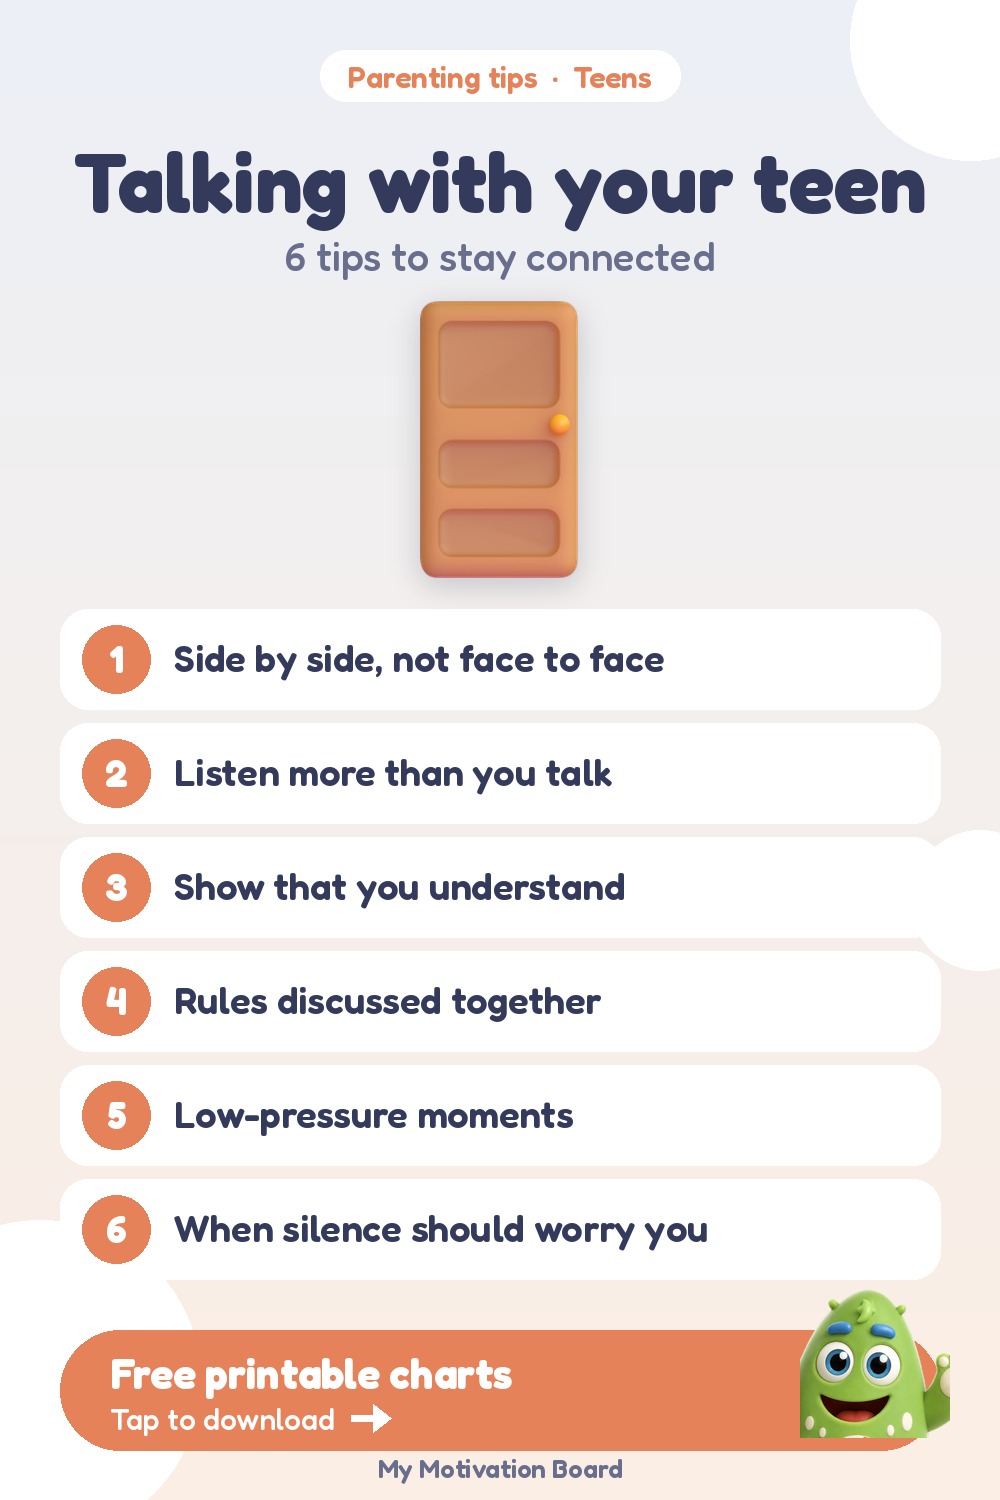 Parenting tips · Teens
Talking with your teen
6 tips to stay connected
1 Side by side, not face to face
2 Listen more than you talk
3 Show that you understand
4 Rules discussed together
5 Low-pressure moments
6 When silence should worry you
Free printable charts
Tap to download
My Motivation Board